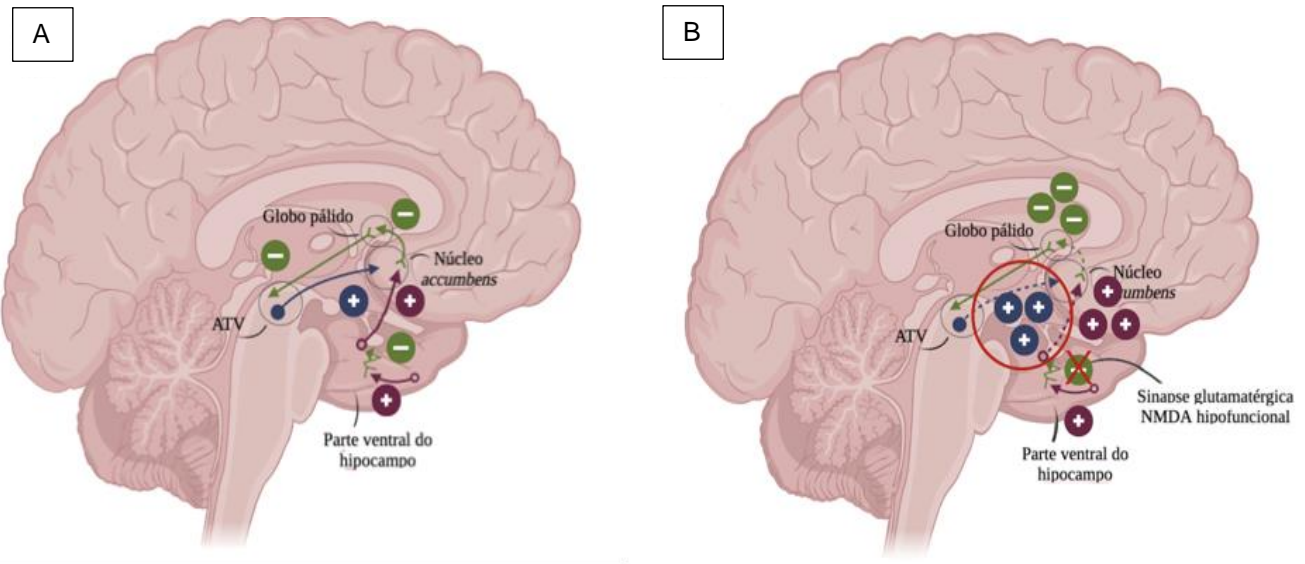 A
Globo pálido
Núcleo
accumbens
ATV
Parte ventral do
hipocampo
B
Globo pálido
Núcleo
umbens
ATV
Sinapse glutamatérgica
NMDA hipofuncional
Parte ventral do
hipocampo